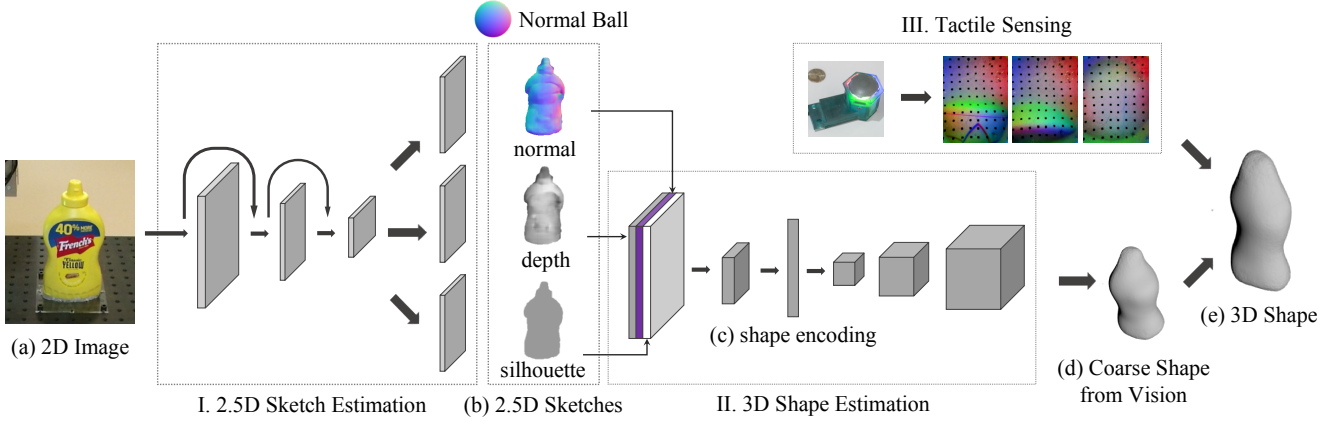 Normal Ball
III. Tactile Sensing
normal
depth
silhouette
40% MORE
French's
Classic
YELLOW
(c) shape encoding
(a) 2D Image
I. 2.5D Sketch Estimation
(b) 2.5D Sketches
II. 3D Shape Estimation
(d) Coarse Shape
from Vision
(e) 3D Shape